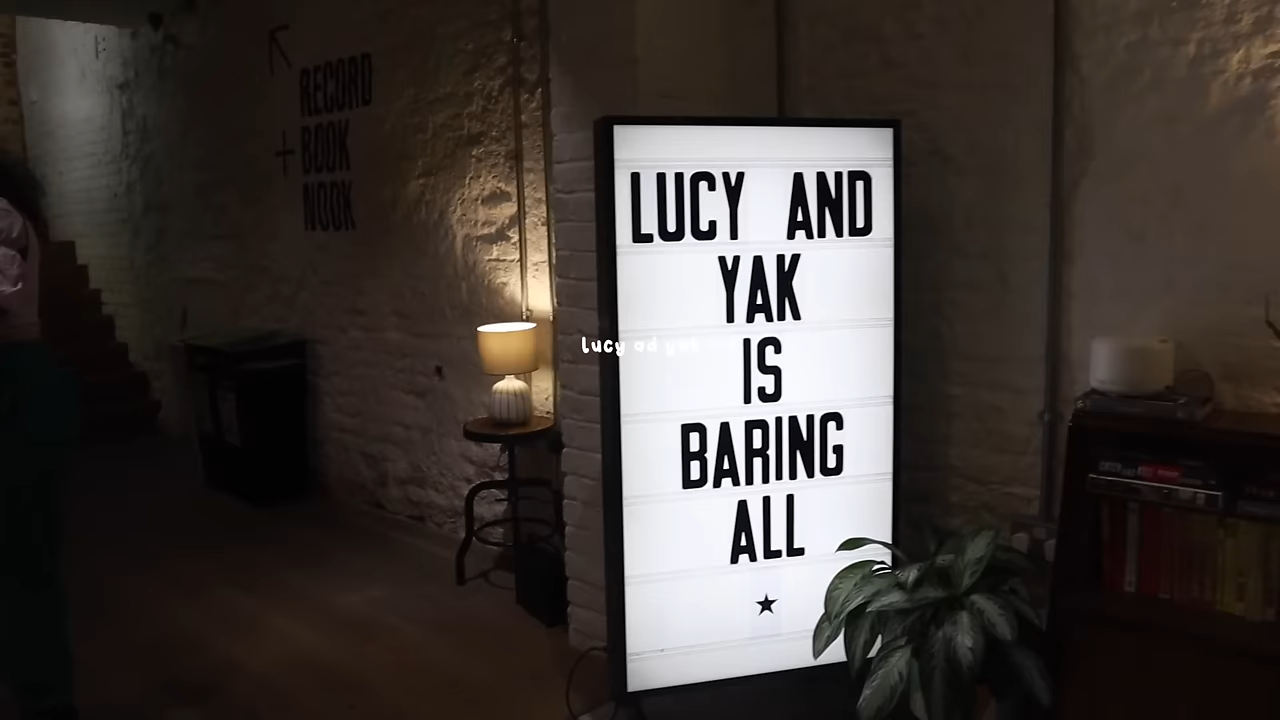 RECORD
+ BOOK
NOOK
LUCY AND
YAK
IS
BARING
ALL
★
lucy ad yak